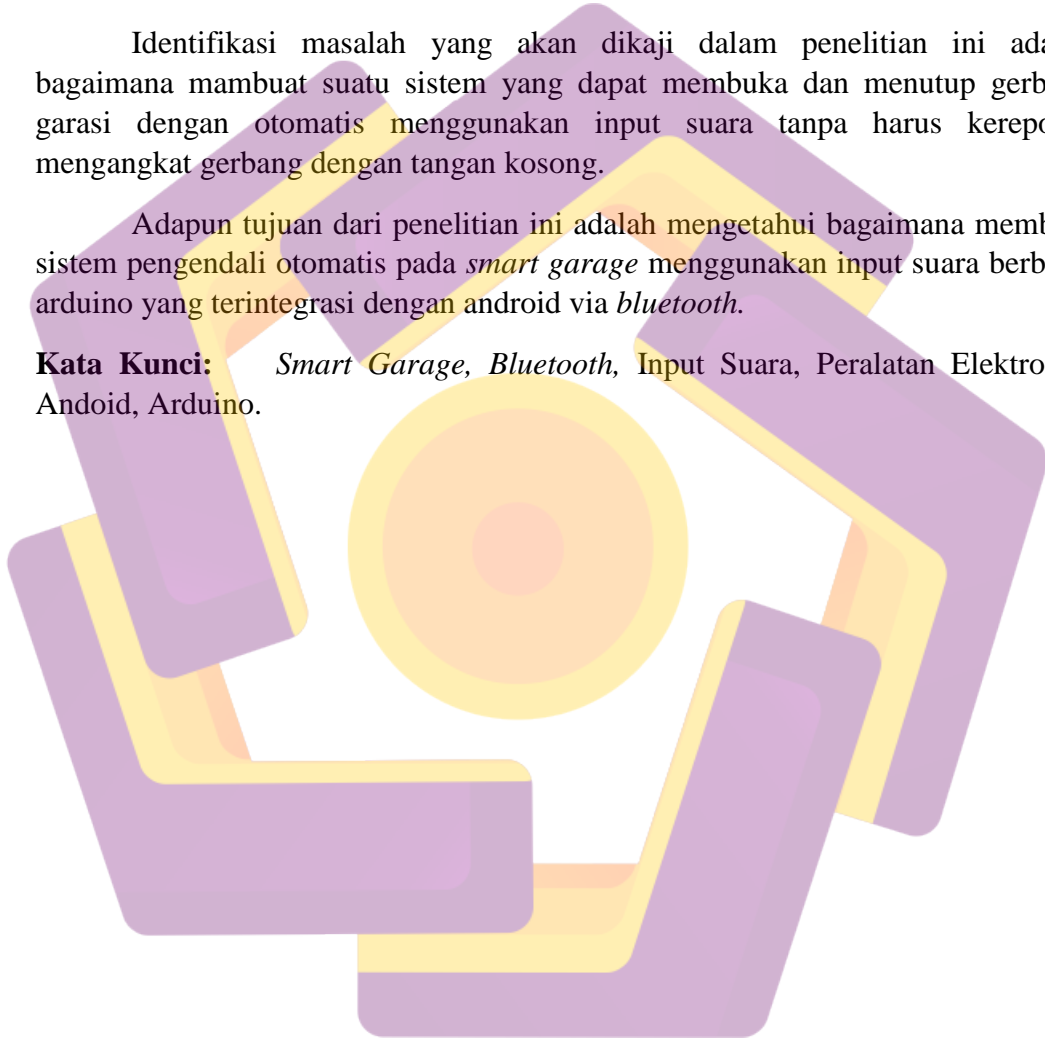 Identifikasi masalah yang akan dikaji dalam penelitian ini ada
bagaimana mambuat suatu sistem yang dapat membuka dan menutup gerb
garasi dengan otomatis menggunakan input suara tanpa harus kerepo
mengangkat gerbang dengan tangan kosong.
Adapun tujuan dari penelitian ini adalah mengetahui bagaimana memb
sistem pengendali otomatis pada smart garage menggunakan input suara berb
arduino yang terintegrasi dengan android via bluetooth.
Kata Kunci: Smart Garage, Bluetooth, Input Suara, Peralatan Elektro
Andoid, Arduino.